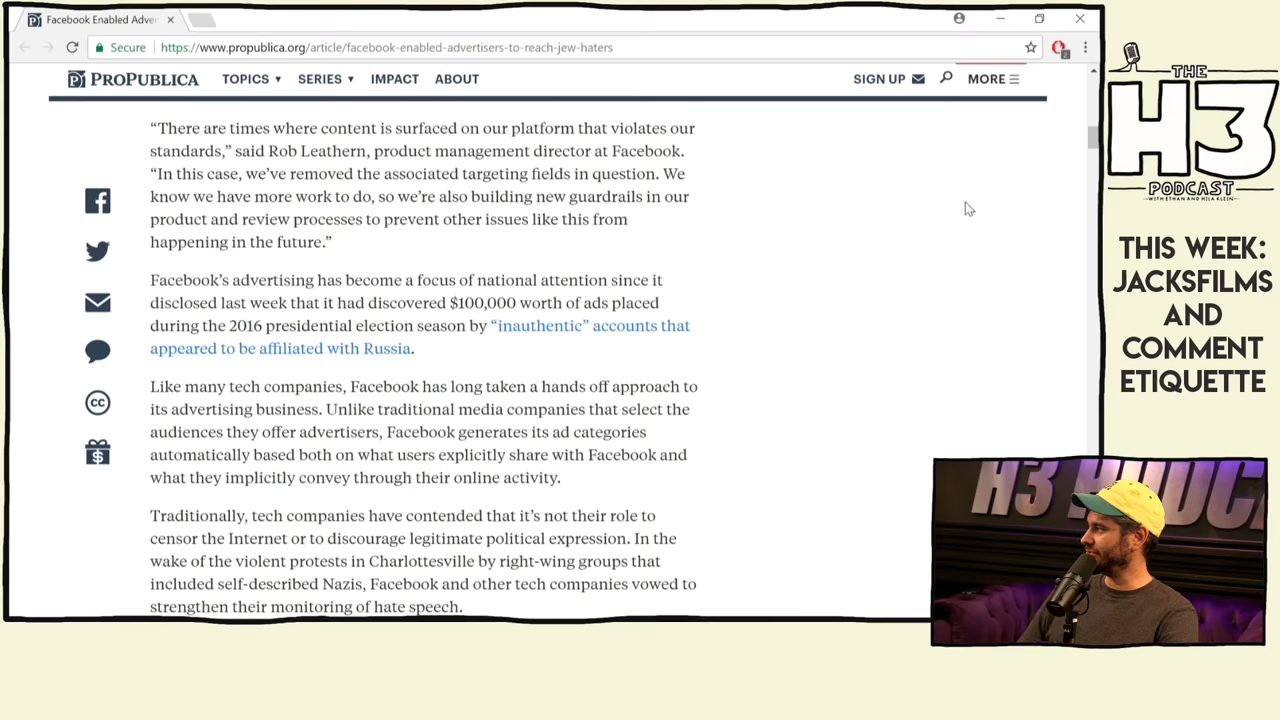 Facebook Enabled Adve
Secure
https://www.propublica.org/article/facebook-enabled-advertisers-to-reach-jew-haters
2
PROPUBLICA TOPICS ▼ SERIES ▼ IMPACT ABOUT SIGN UP MORE
“There are times where content is surfaced on our platform that violates our
standards,” said Rob Leathern, product management director at Facebook.
“In this case, we’ve removed the associated targeting fields in question. We
know we have more work to do, so we’re also building new guardrails in our
product and review processes to prevent other issues like this from
happening in the future.”
Facebook’s advertising has become a focus of national attention since it
disclosed last week that it had discovered $100,000 worth of ads placed
during the 2016 presidential election season by “inauthentic” accounts that
appeared to be affiliated with Russia.
Like many tech companies, Facebook has long taken a hands off approach to
its advertising business. Unlike traditional media companies that select the
audiences they offer advertisers, Facebook generates its ad categories
automatically based both on what users explicitly share with Facebook and
what they implicitly convey through their online activity.
Traditionally, tech companies have contended that it’s not their role to
censor the Internet or to discourage legitimate political expression. In the
wake of the violent protests in Charlottesville by right-wing groups that
included self-described Nazis, Facebook and other tech companies vowed to
strengthen their monitoring of hate speech.
cc
$
THE
H3
PODCAST
WITH ETHAN AND HILA KLEIN
THIS WEEK:
JACKSFILMS
AND
COMMENT
ETIQUETTE
H3 PODCA